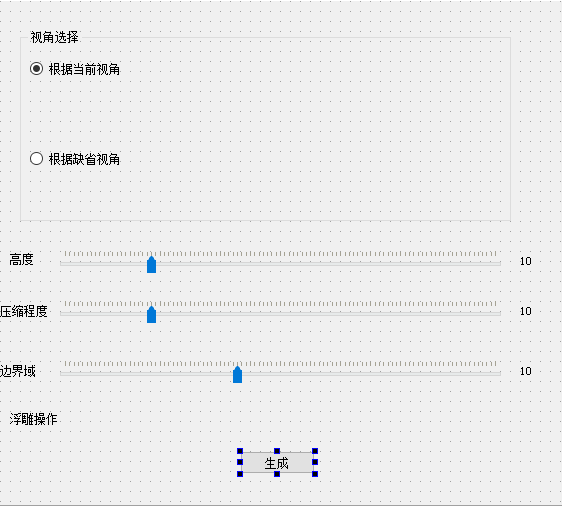 视角选择
根据当前视角
根据缺省视角
高度 10
压缩程度 10
边界域 10
浮雕操作
生成